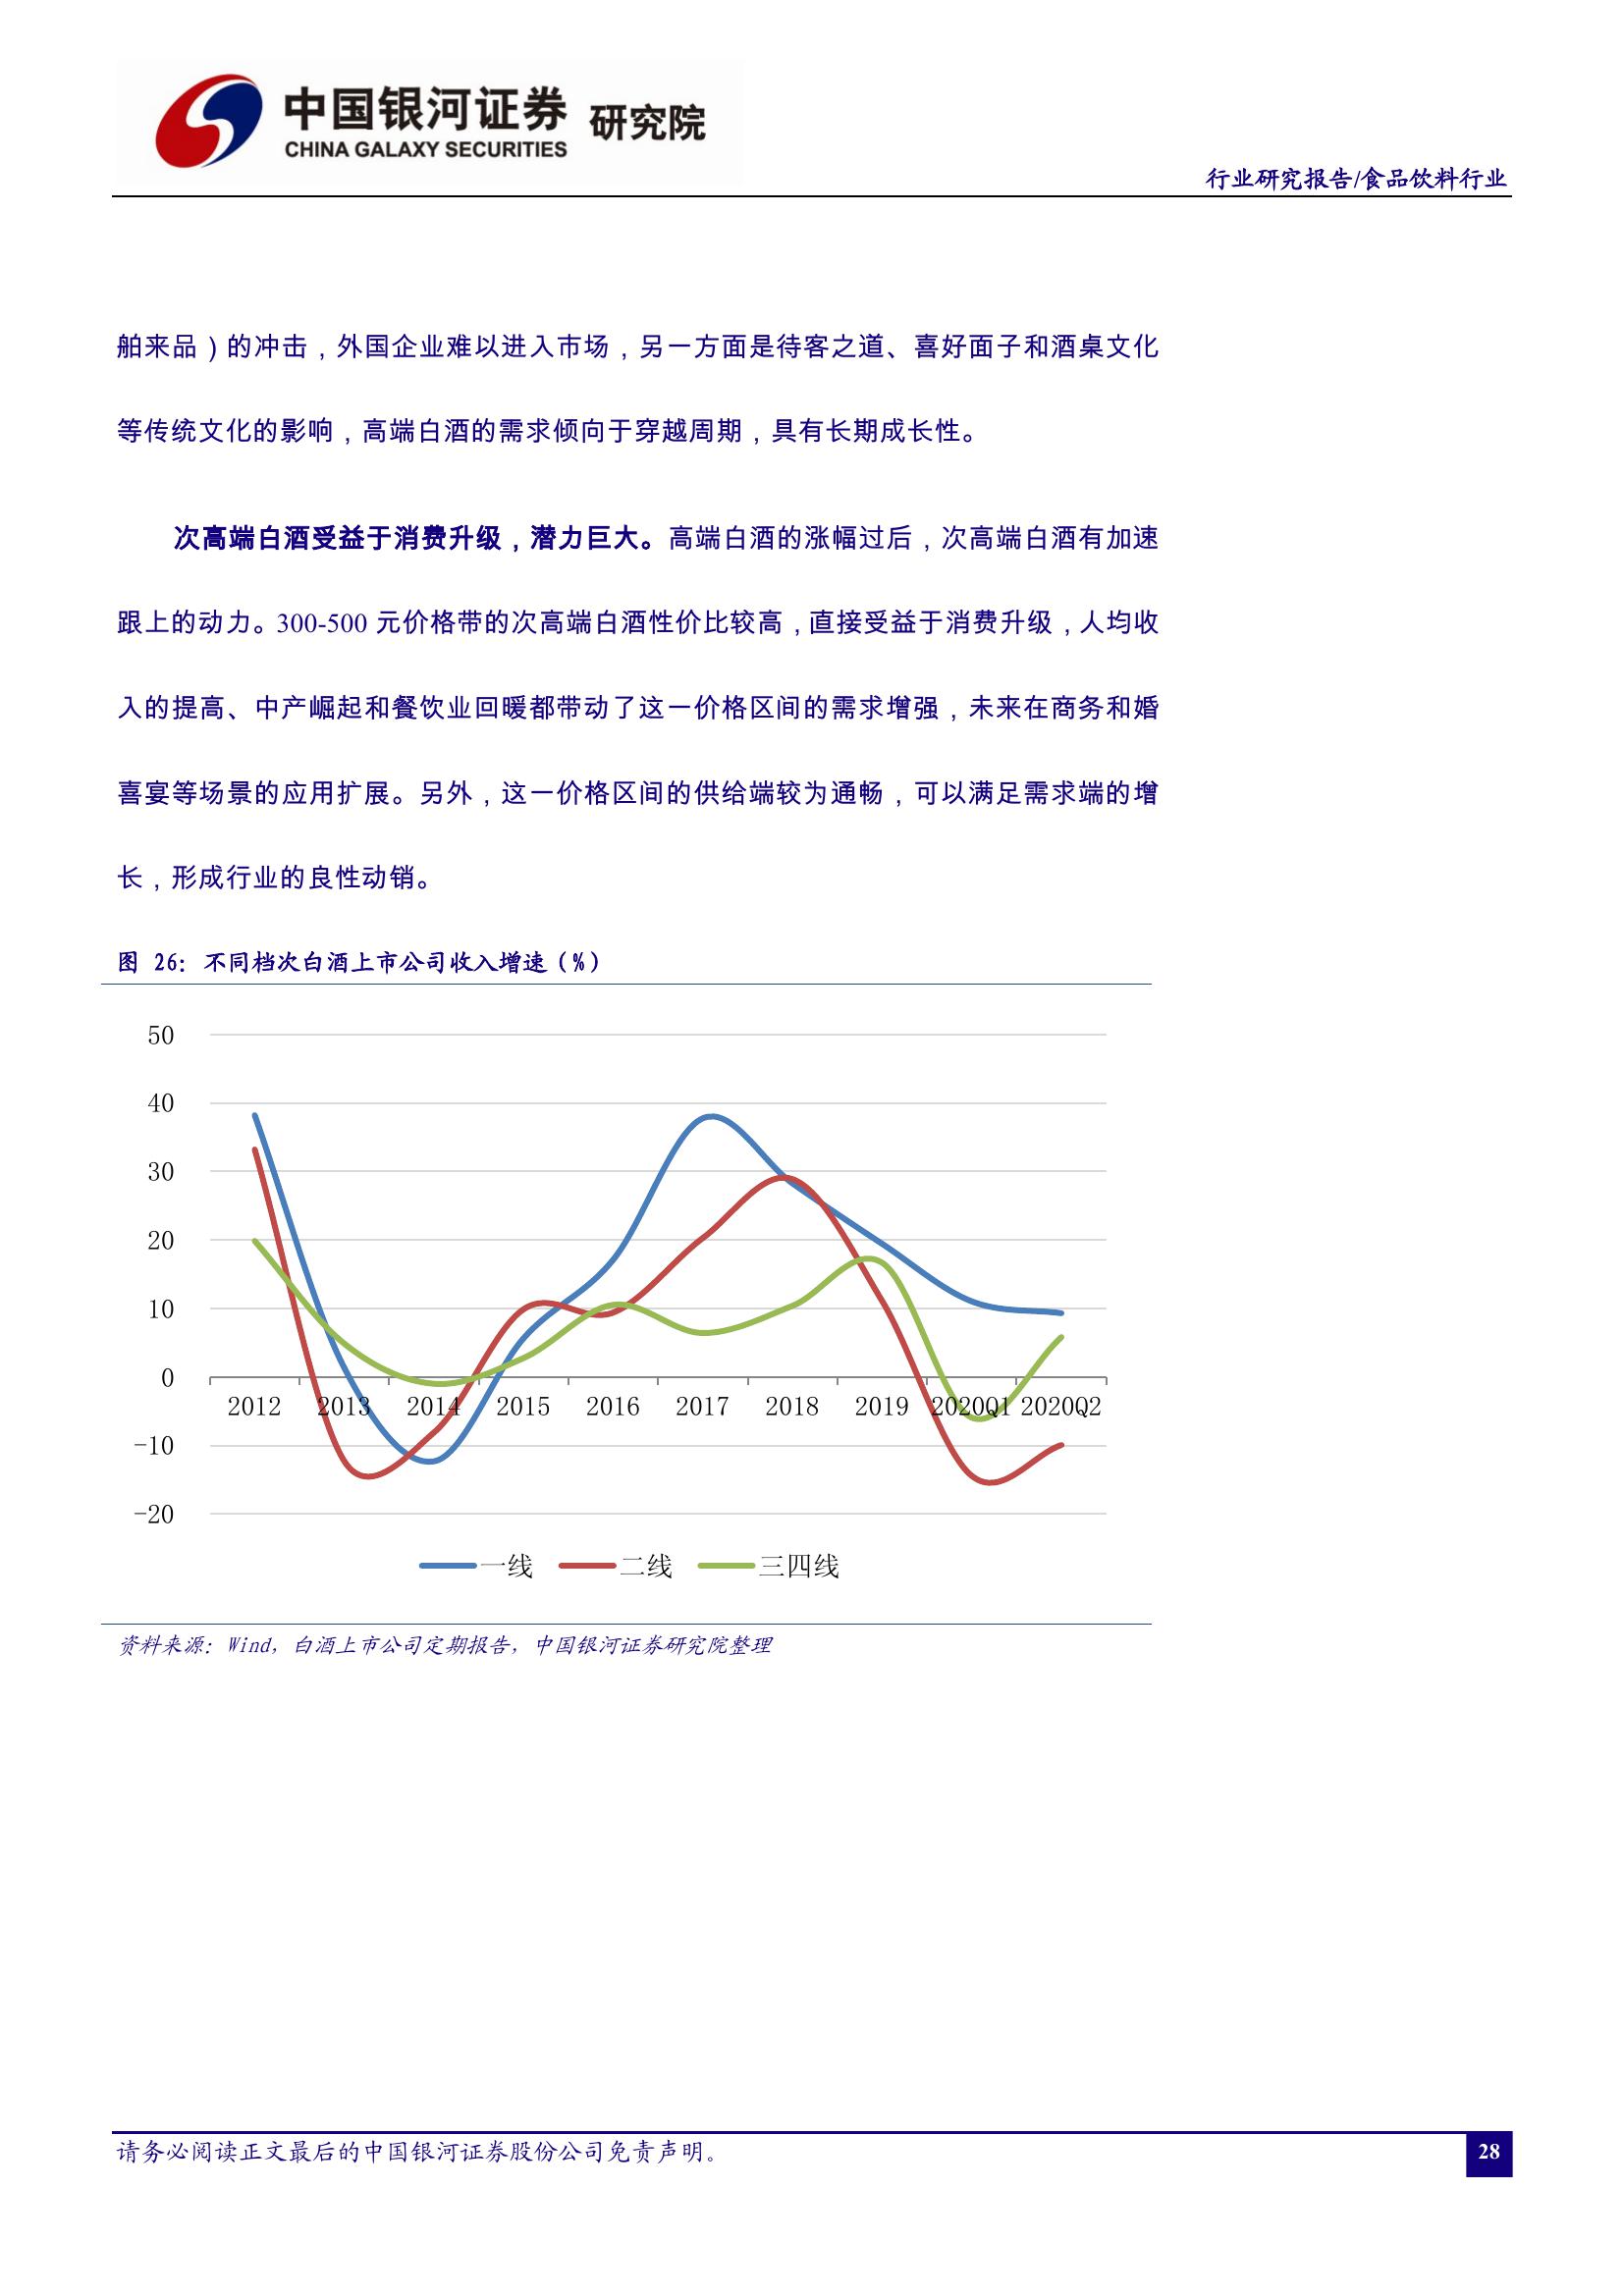 中国银河证券 研究院
CHINA GALAXY SECURITIES
行业研究报告/食品饮料行业
舶来品）的冲击，外国企业难以进入市场，另一方面是待客之道、喜好面子和酒桌文化
等传统文化的影响，高端白酒的需求倾向于穿越周期，具有长期成长性。
次高端白酒受益于消费升级，潜力巨大。高端白酒的涨幅过后，次高端白酒有加速
跟上的动力。300-500 元价格带的次高端白酒性价比较高，直接受益于消费升级，人均收
入的提高、中产崛起和餐饮业回暖都带动了这一价格区间的需求增强，未来在商务和婚
喜宴等场景的应用扩展。另外，这一价格区间的供给端较为通畅，可以满足需求端的增
长，形成行业的良性动销。
图 26：不同档次白酒上市公司收入增速（%）
50
40
30
20
10
0
2012 2013 2014 2015 2016 2017 2018 2019 2020Q1 2020Q2
-10
-20
一线 二线 三四线
资料来源：Wind，白酒上市公司定期报告，中国银河证券研究院整理
请务必阅读正文最后的中国银河证券股份公司免责声明。
28